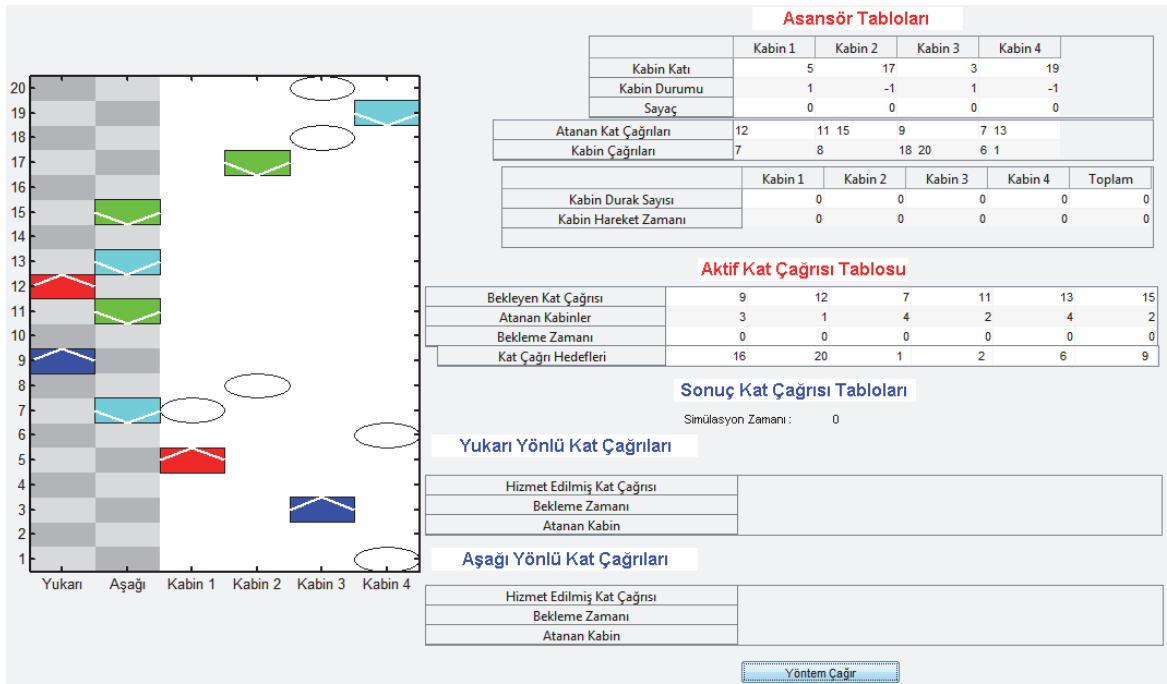 Asansör Tabloları
Kabin 1 Kabin 2 Kabin 3 Kabin 4
Kabin Katı 5 17 3 19
Kabin Durumu 1 -1 1 -1
Sayaç 0 0 0 0
Atanan Kat Çağrıları 12 11 15 9 7 13
Kabin Çağrıları 7 8 18 20 6 1
Kabin 1 Kabin 2 Kabin 3 Kabin 4 Toplam
Kabin Durak Sayısı 0 0 0 0 0
Kabin Hareket Zamanı 0 0 0 0 0
Aktif Kat Çağrısı Tablosu
Bekleyen Kat Çağrısı 9 12 7 11 13 15
Atanan Kabinler 3 1 4 2 4 2
Bekleme Zamanı 0 0 0 0 0 0
Kat Çağrı Hedefleri 16 20 1 2 6 9
Sonuç Kat Çağrısı Tabloları
Simülasyon Zamanı : 0
Yukarı Yönlü Kat Çağrıları
Hizmet Edilmiş Kat Çağrısı
Bekleme Zamanı
Atanan Kabin
Aşağı Yönlü Kat Çağrıları
Hizmet Edilmiş Kat Çağrısı
Bekleme Zamanı
Atanan Kabin
Yöntem Çağır
20
19
18
17
16
15
14
13
12
11
10
9
8
7
6
5
4
3
2
1
Yukarı Aşağı Kabin 1 Kabin 2 Kabin 3 Kabin 4